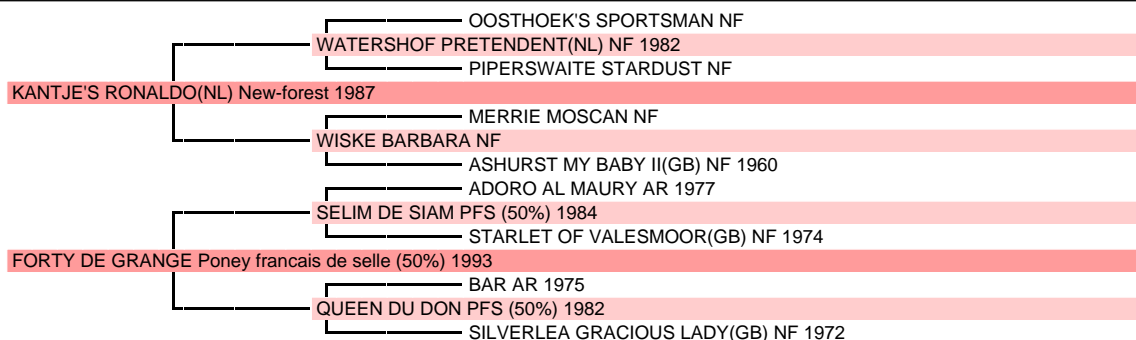 OOSTHOEK'S SPORTSMAN NF
WATERSHOF PRETENDENT(NL) NF 1982
PIPERSWAITE STARDUST NF
KANTJE'S RONALDO(NL) New-forest 1987
MERRIE MOSCAN NF
WISKE BARBARA NF
ASHURST MY BABY II(GB) NF 1960
ADORO AL MAURY AR 1977
SELIM DE SIAM PFS (50%) 1984
STARLET OF VALESMOOR(GB) NF 1974
FORTY DE GRANGE Poney francais de selle (50%) 1993
BAR AR 1975
QUEEN DU DON PFS (50%) 1982
SILVERLEA GRACIOUS LADY(GB) NF 1972